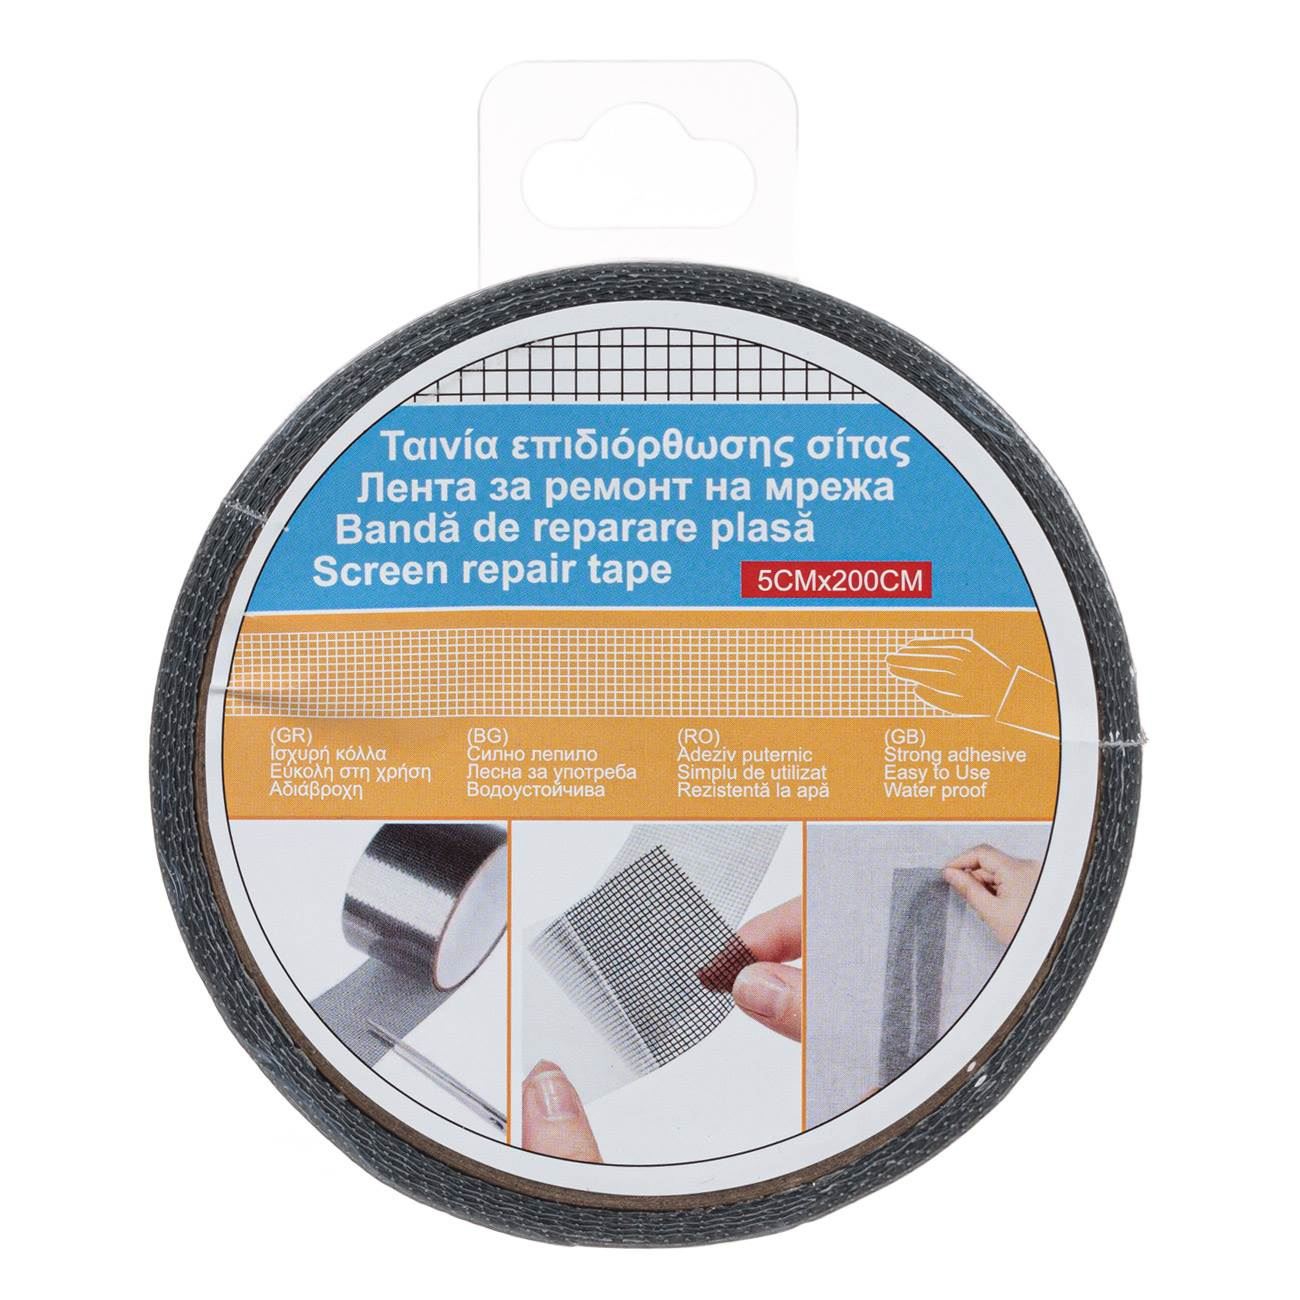 Ταινία επιδιόρθωσης σίτας
Лента за ремонт на мрежа
Bandă de reparare plasă
Screen repair tape
5CMx200CM
(GR)
Ισχυρή κόλλα
Εύκολη στη χρήση
Αδιάβροχη
(BG)
Силно лепило
Лесна за употреба
Водоустойчива
(RO)
Adeziv puternic
Simplu de utilizat
Rezistentă la apă
(GB)
Strong adhesive
Easy to Use
Water proof